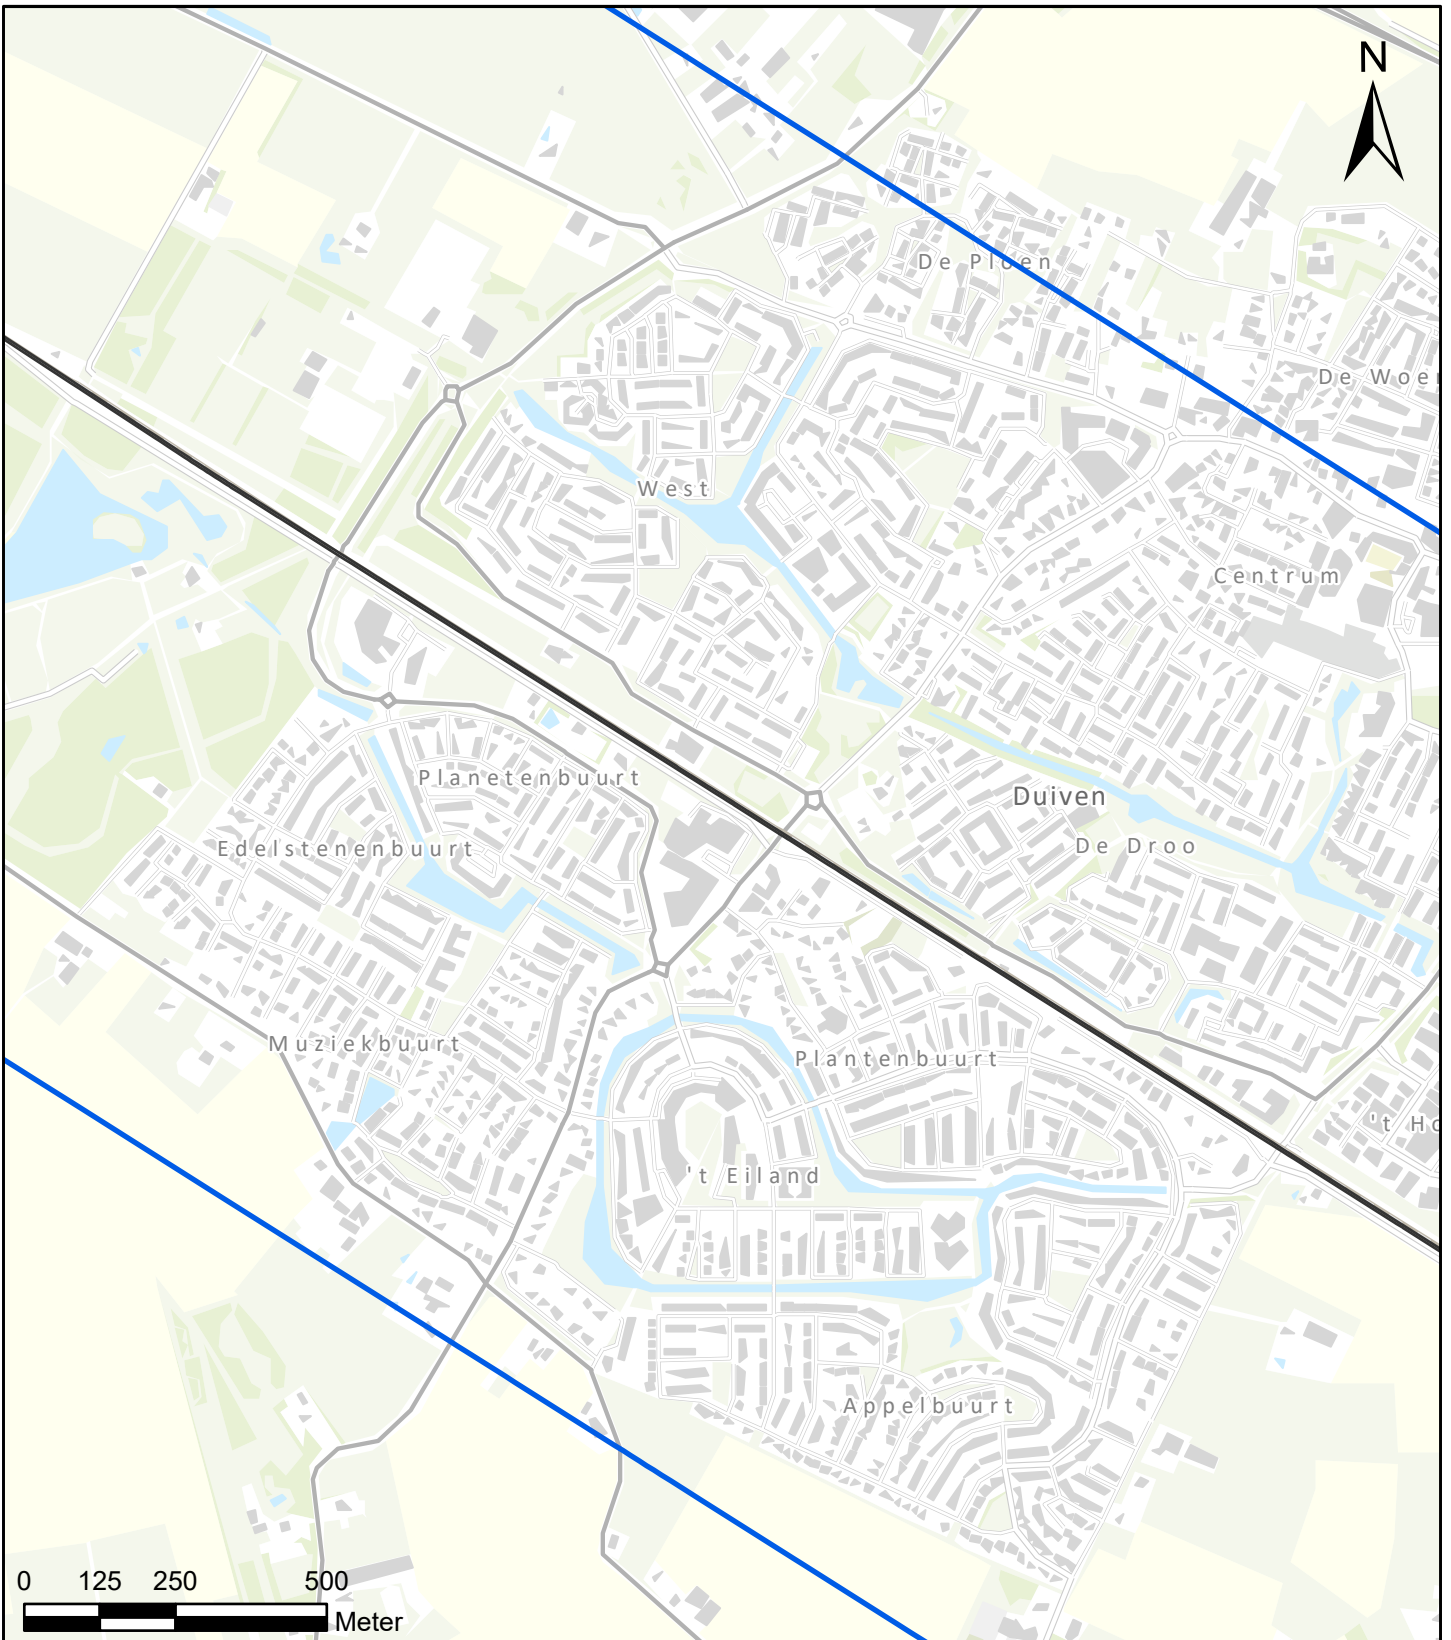 N
De Ploen
De Woe
West
Centrum
Planetenbuurt
Duiven
Edelstenenbuurt
De Droo
Muziekbuurt
Plantenbuurt
't Ho
't Eiland
Appelbuurt
0 125 250 500
Meter